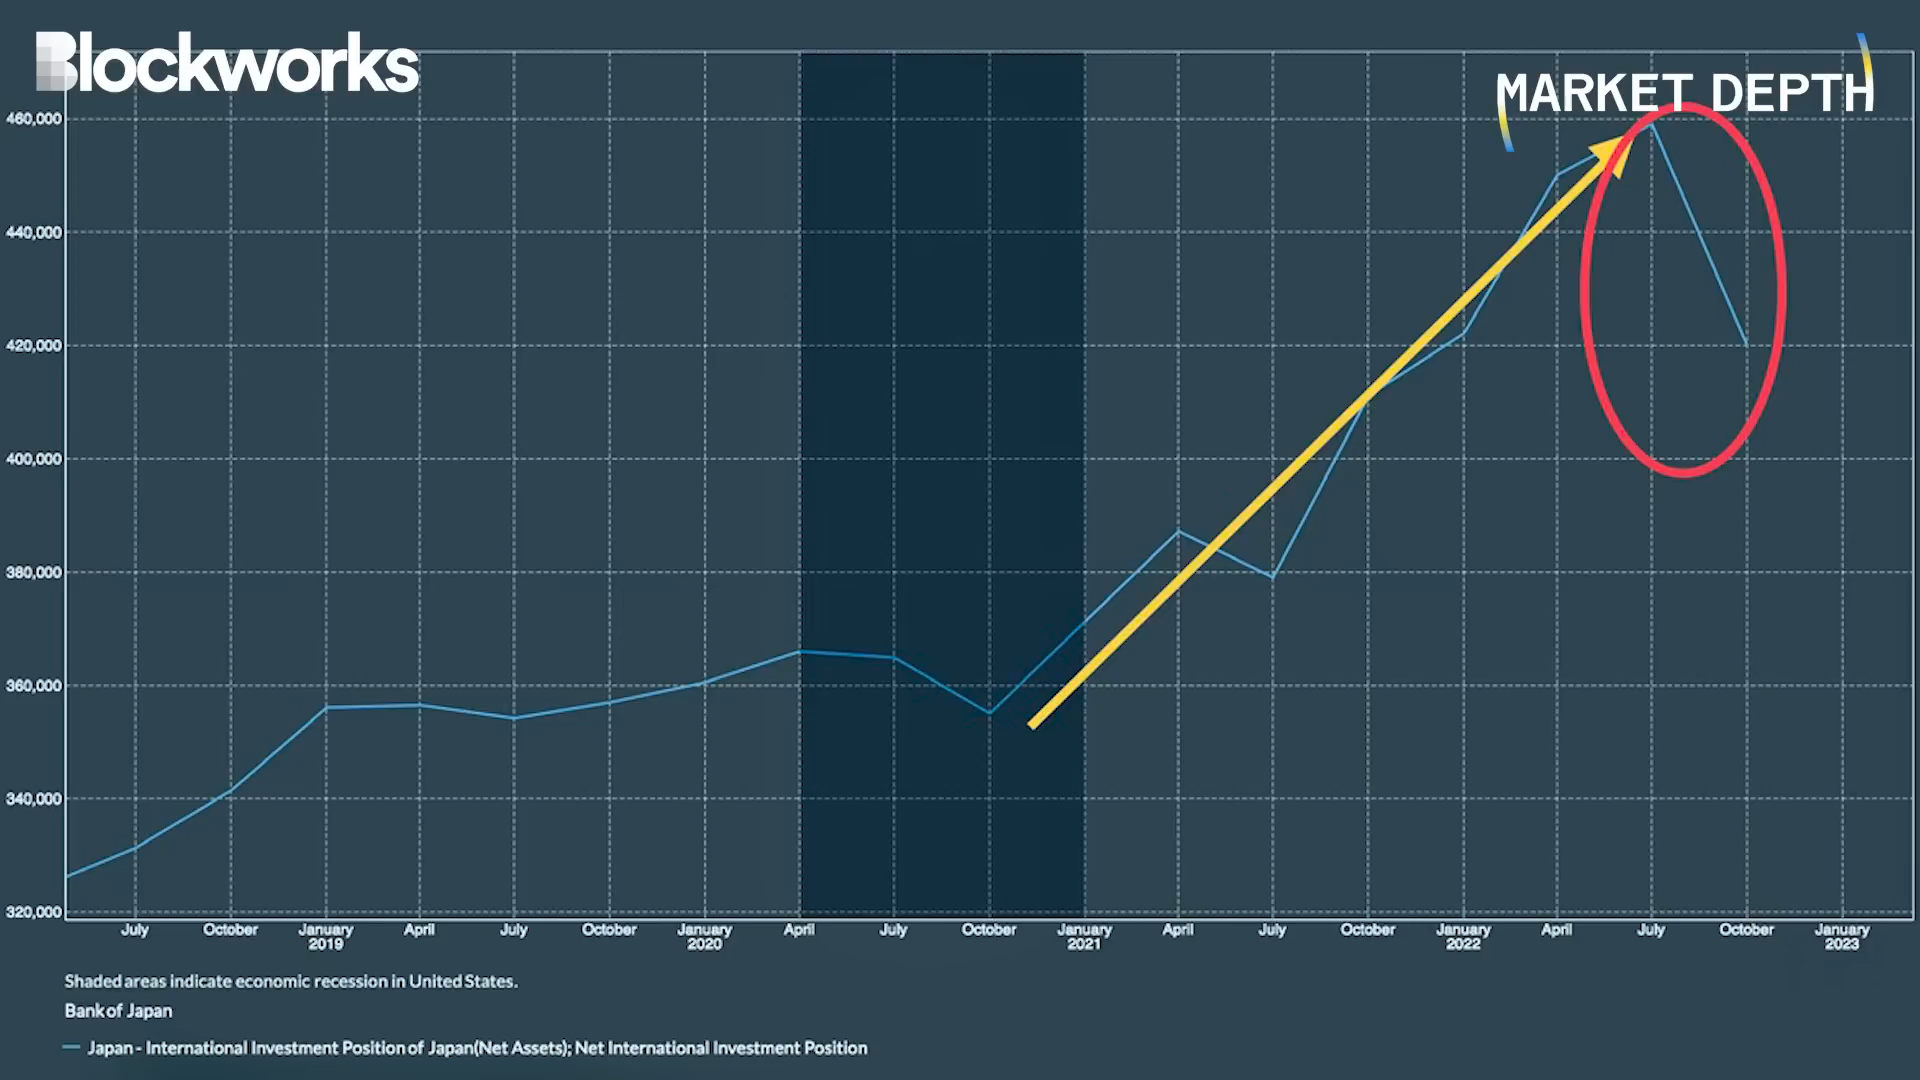 Blockworks
MARKET DEPTH
460,000
440,000
420,000
400,000
380,000
360,000
340,000
320,000
July October January April July October January April July October January April July October January April July October January
2019 2020 2021 2022 2023
Shaded areas indicate economic recession in United States.
Bank of Japan
Japan - International Investment Position of Japan(Net Assets); Net International Investment Position